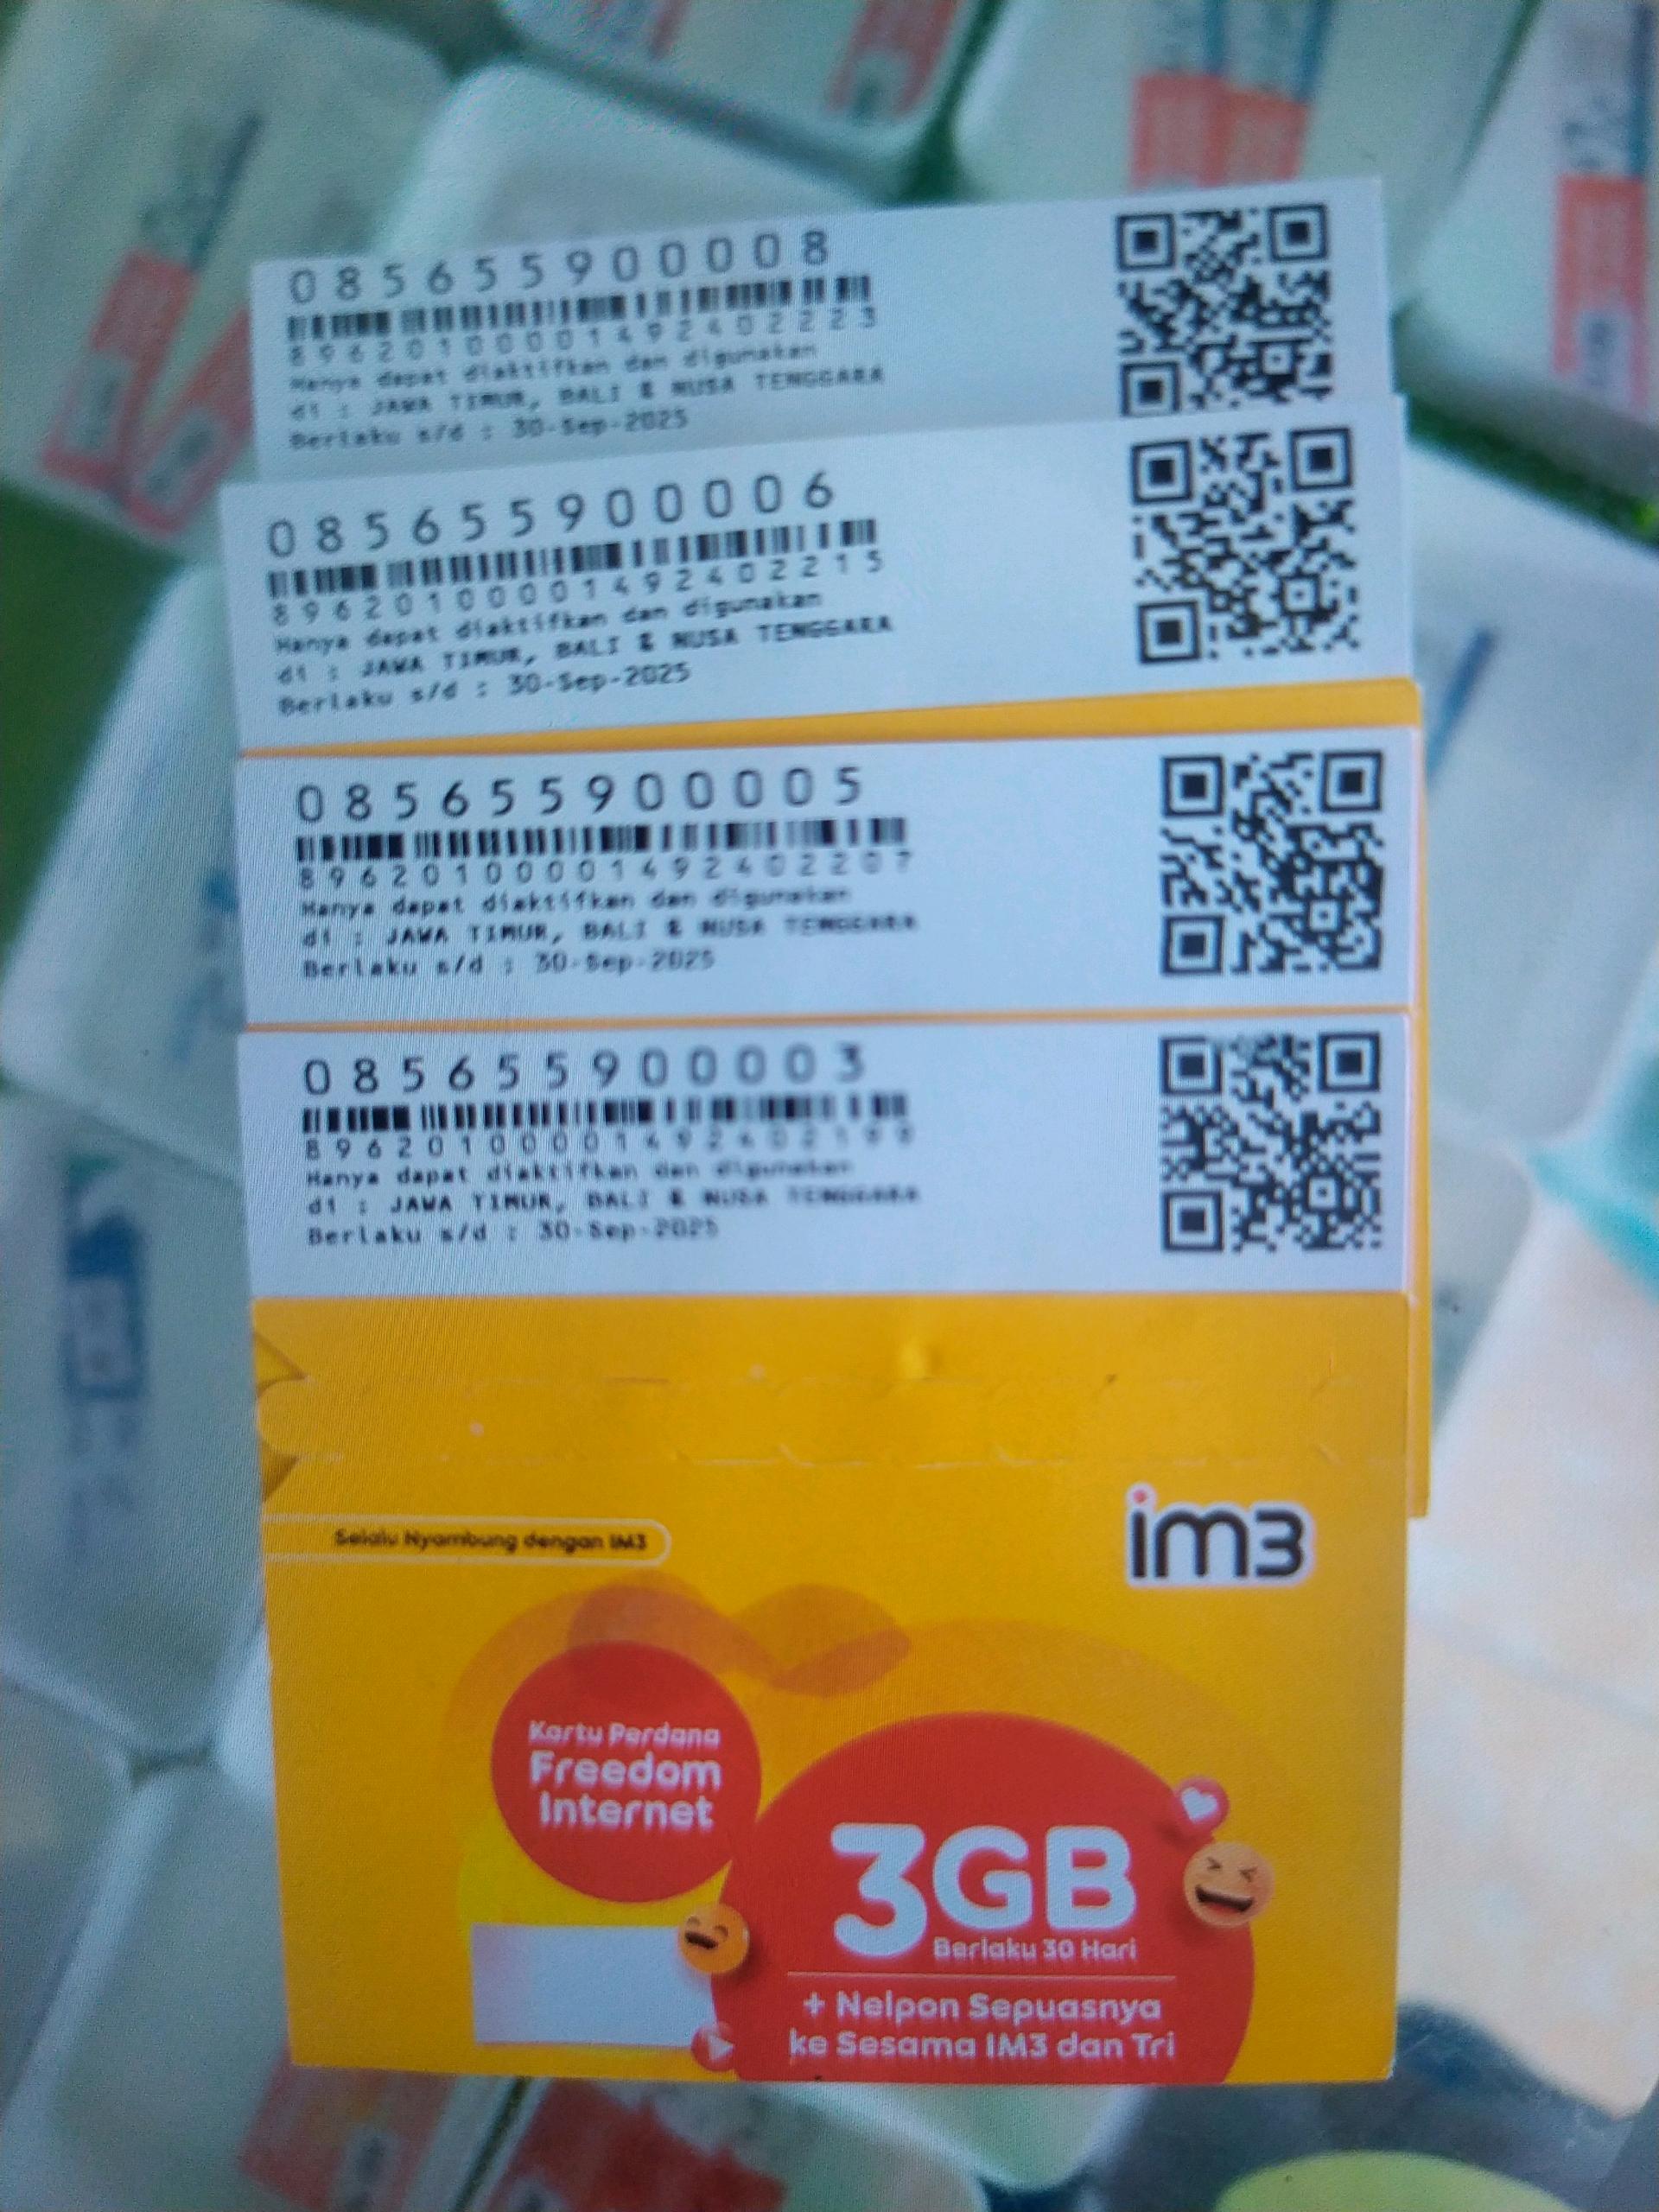 085655900008
89620100001492402223
Hanya dapat diaktifkan dan digunakan
di : JAWA TIMUR, BALI & NUSA TENGGARA
Berlaku s/d : 30-Sep-2025
085655900006
89620100001492402215
Hanya dapat diaktifkan dan digunakan
di : JAWA TIMUR, BALI & NUSA TENGGARA
Berlaku s/d : 30-Sep-2025
085655900005
89620100001492402207
Hanya dapat diaktifkan dan digunakan
di : JAWA TIMUR, BALI & NUSA TENGGARA
Berlaku s/d : 30-Sep-2025
085655900003
89620100001492402199
Hanya dapat diaktifkan dan digunakan
di : JAWA TIMUR, BALI & NUSA TENGGARA
Berlaku s/d : 30-Sep-2025
Selalu Nyambung dengan IM3
im3
Kartu Perdana
Freedom
Internet
3GB
Berlaku 30 Hari
+ Nelpon Sepuasnya
ke Sesama IM3 dan Tri